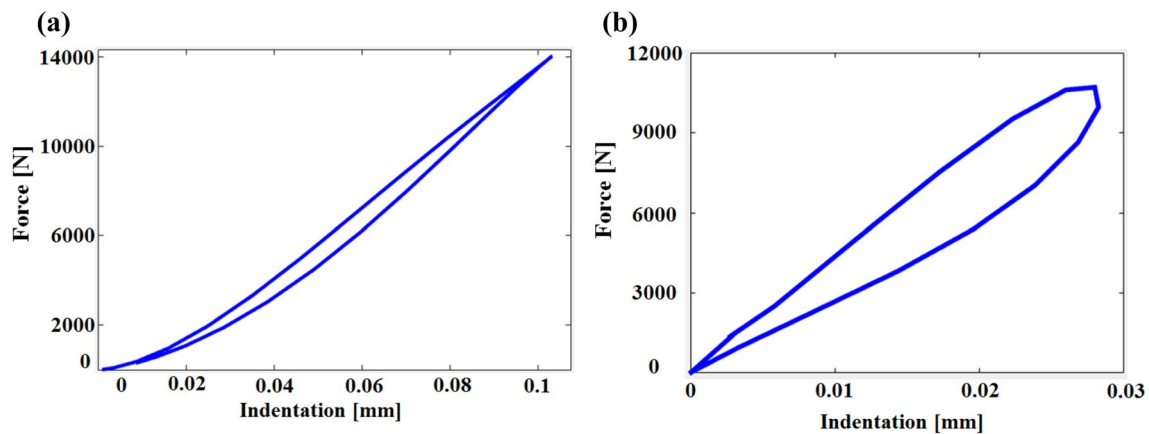 (a)
14000
10000
6000
2000
0
Force [N]
0 0.02 0.04 0.06 0.08 0.1
Indentation [mm]
(b)
12000
9000
6000
3000
0
Force [N]
0 0.01 0.02 0.03
Indentation [mm]